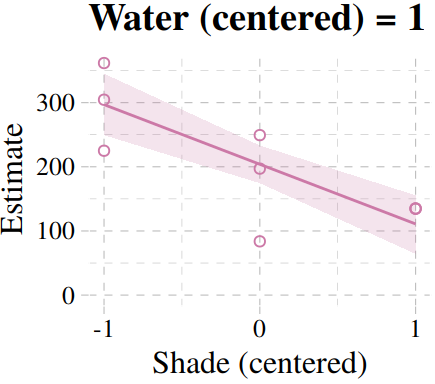 Water (centered) = 1
Estimate
300
200
100
0
-1 0 1
Shade (centered)